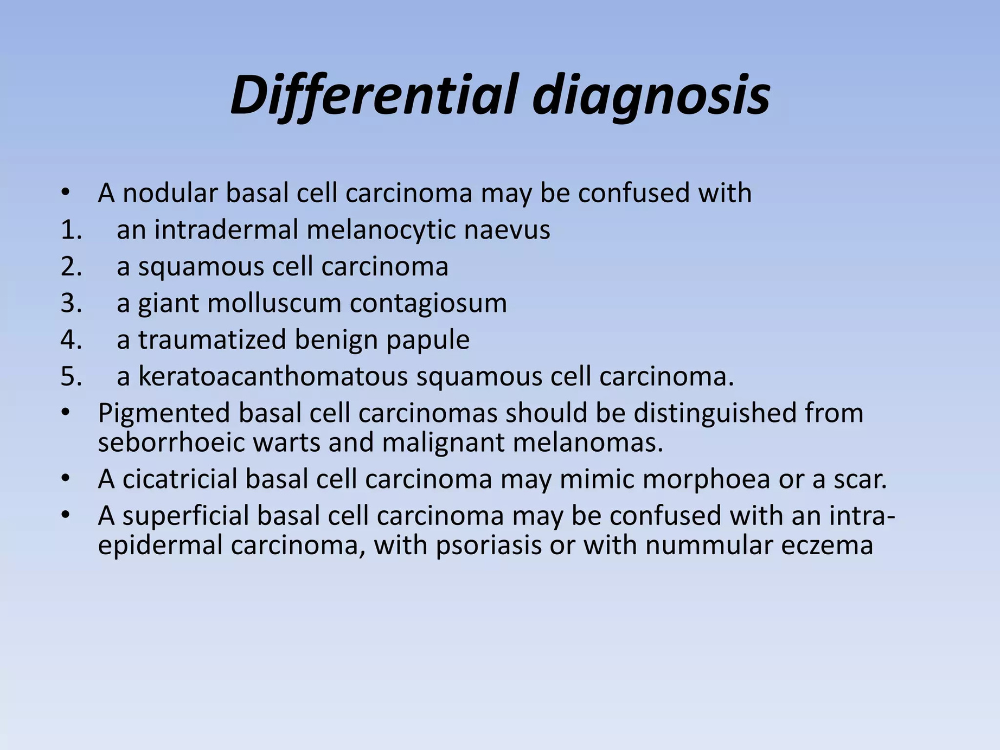 Differential diagnosis
• A nodular basal cell carcinoma may be confused with
1. an intradermal melanocytic naevus
2. a squamous cell carcinoma
3. a giant molluscum contagiosum
4. a traumatized benign papule
5. a keratoacanthomatous squamous cell carcinoma.
• Pigmented basal cell carcinomas should be distinguished from
seborrhoeic warts and malignant melanomas.
• A cicatricial basal cell carcinoma may mimic morphoea or a scar.
• A superficial basal cell carcinoma may be confused with an intra-
epidermal carcinoma, with psoriasis or with nummular eczema